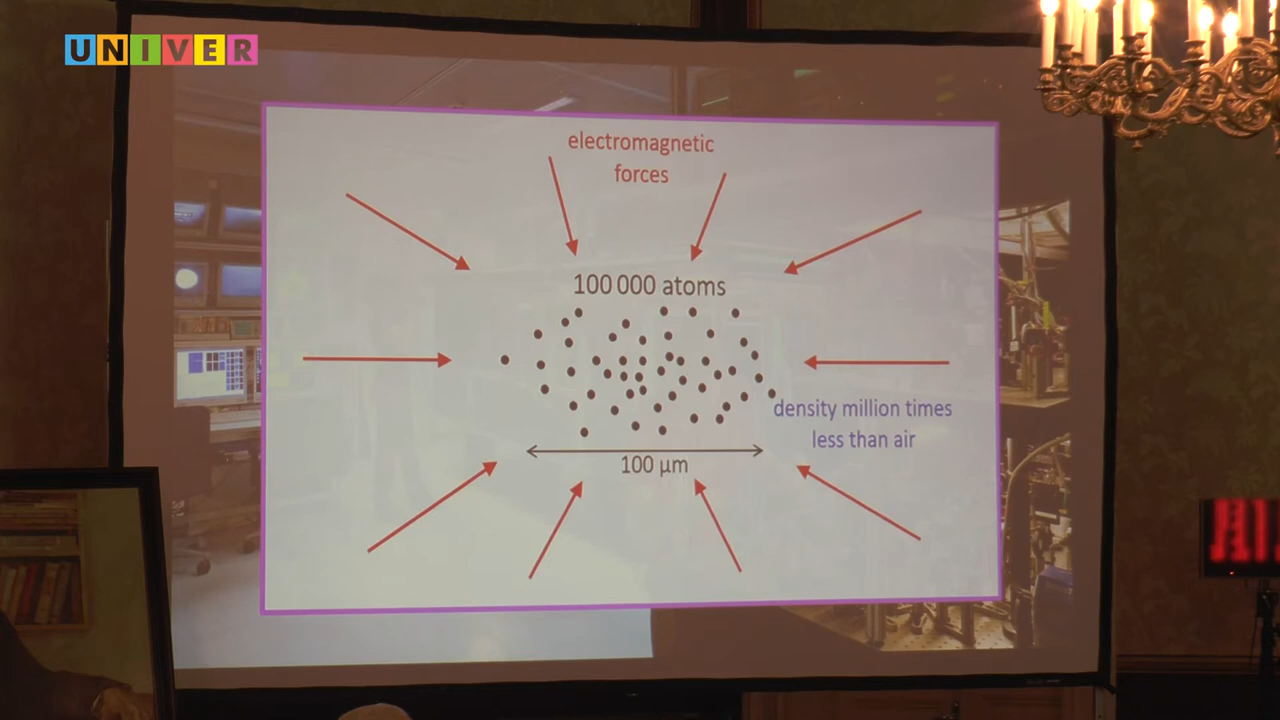 UNIVER
electromagnetic
forces
100 000 atoms
density million times
less than air
100 µm